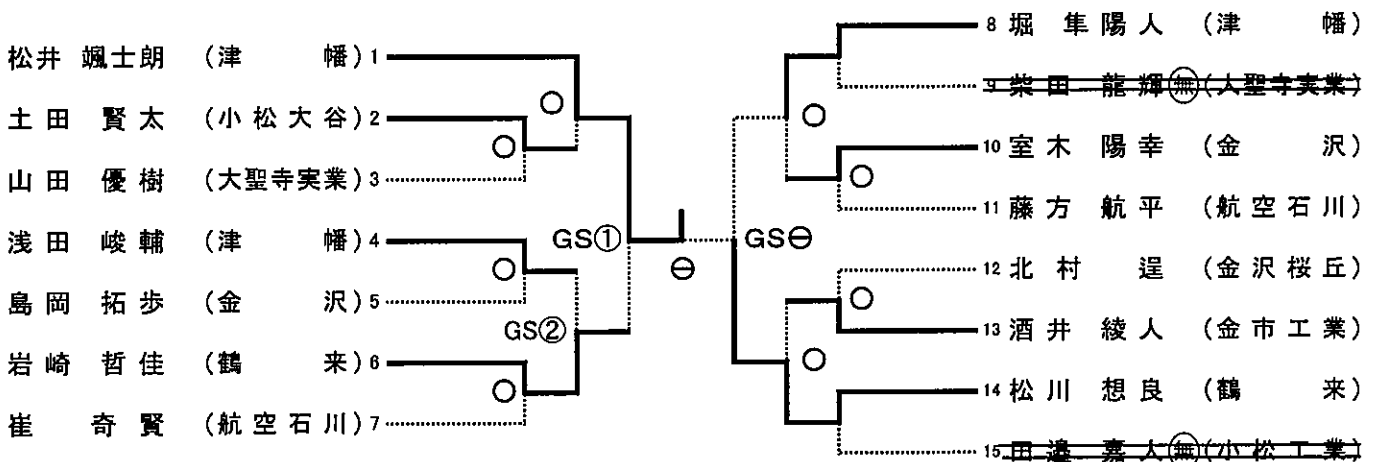 松井 颯士朗 (津 幡) 1
土田 賢太 (小松大谷) 2
山田 優樹 (大聖寺実業) 3
浅田 峻輔 (津 幡) 4
島岡 拓歩 (金 沢) 5
岩崎 哲佳 (鶴 来) 6
崔 奇賢 (航空石川) 7
GS①
GS②
⊖
GS⊖
8 堀 隼陽人 (津 幡)
9 柴田 龍輝 ㊒(大聖寺実業)
10 室木 陽幸 (金 沢)
11 藤方 航平 (航空石川)
12 北村 逞 (金沢桜丘)
13 酒井 綾人 (金市工業)
14 松川 想良 (鶴 来)
15 田邉 嘉人 無(小松工業)